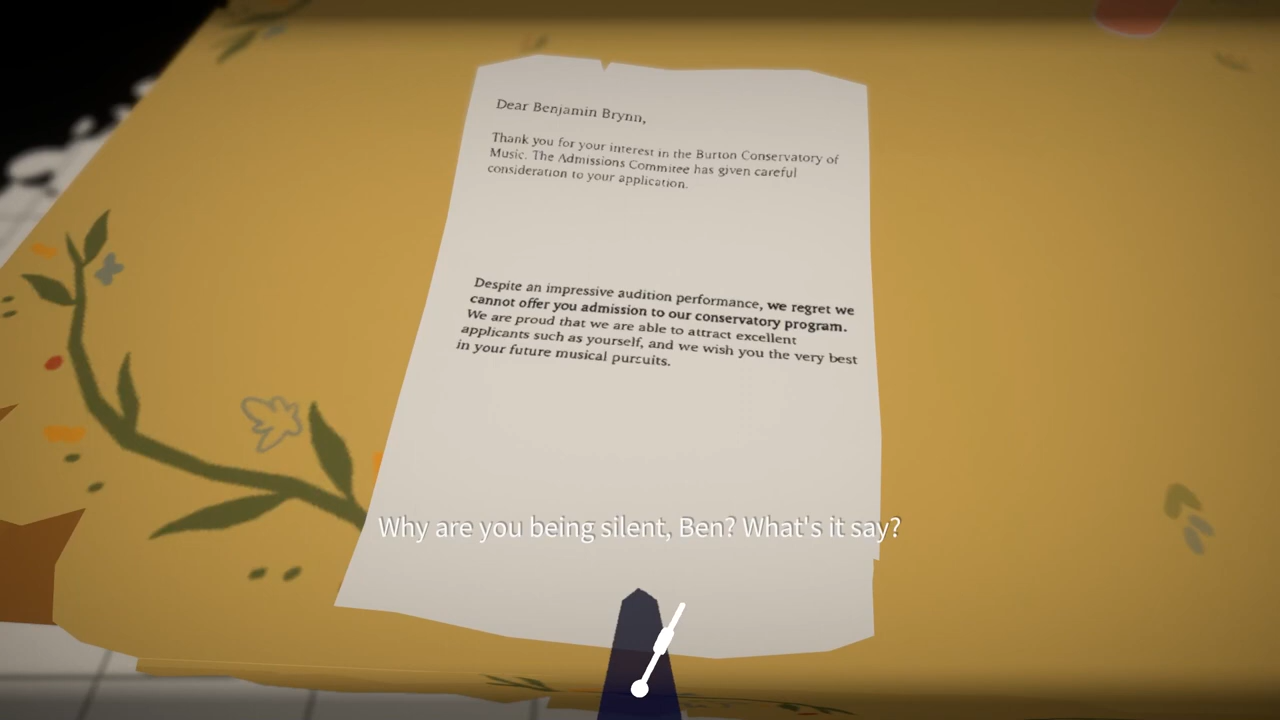 Dear Benjamin Brynn,
Thank you for your interest in the Burton Conservatory of
Music. The Admissions Commitee has given careful
consideration to your application.
Despite an impressive audition performance, we regret we
cannot offer you admission to our conservatory program.
We are proud that we are able to attract excellent
applicants such as yourself, and we wish you the very best
in your future musical pursuits.
Why are you being silent, Ben? What's it say?